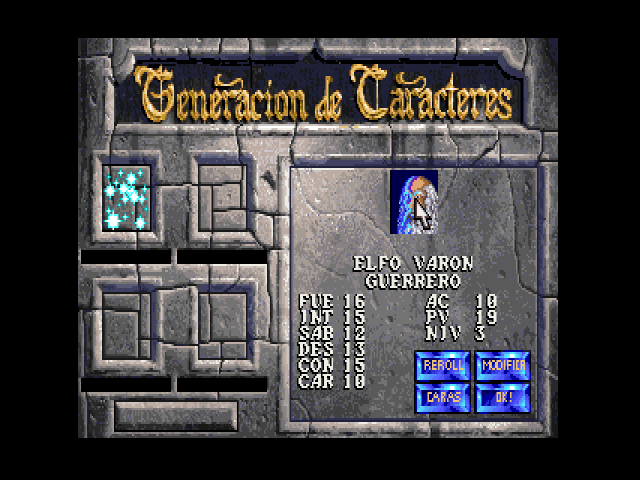 Generacion de Caracteres
ELFO VARON
GUERRERO
FUE 16 AC 10
INT 15 PV 19
SAB 12 NIV 3
DES 13
CON 15
CAR 10
REROLL MODIFICA
CARAS OK!